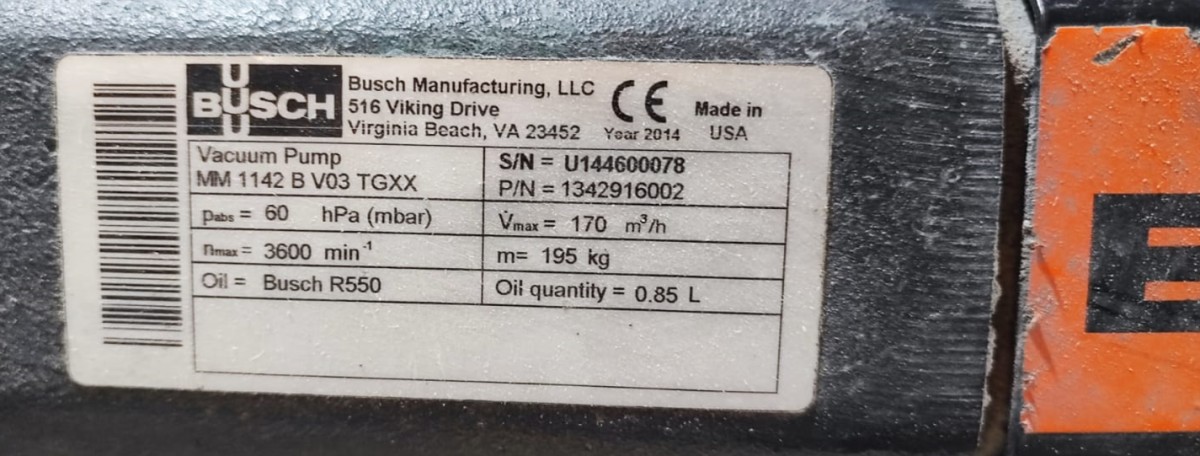 BUSCH
Busch Manufacturing, LLC
516 Viking Drive
Virginia Beach, VA 23452
CE
Year 2014
Made in
USA
Vacuum Pump
MM 1142 B V03 TGXX
S/N = U144600078
P/N = 1342916002
pabs = 60 hPa (mbar)
V̇max = 170 m³/h
nmax = 3600 min⁻¹
m= 195 kg
Oil = Busch R550
Oil quantity = 0.85 L